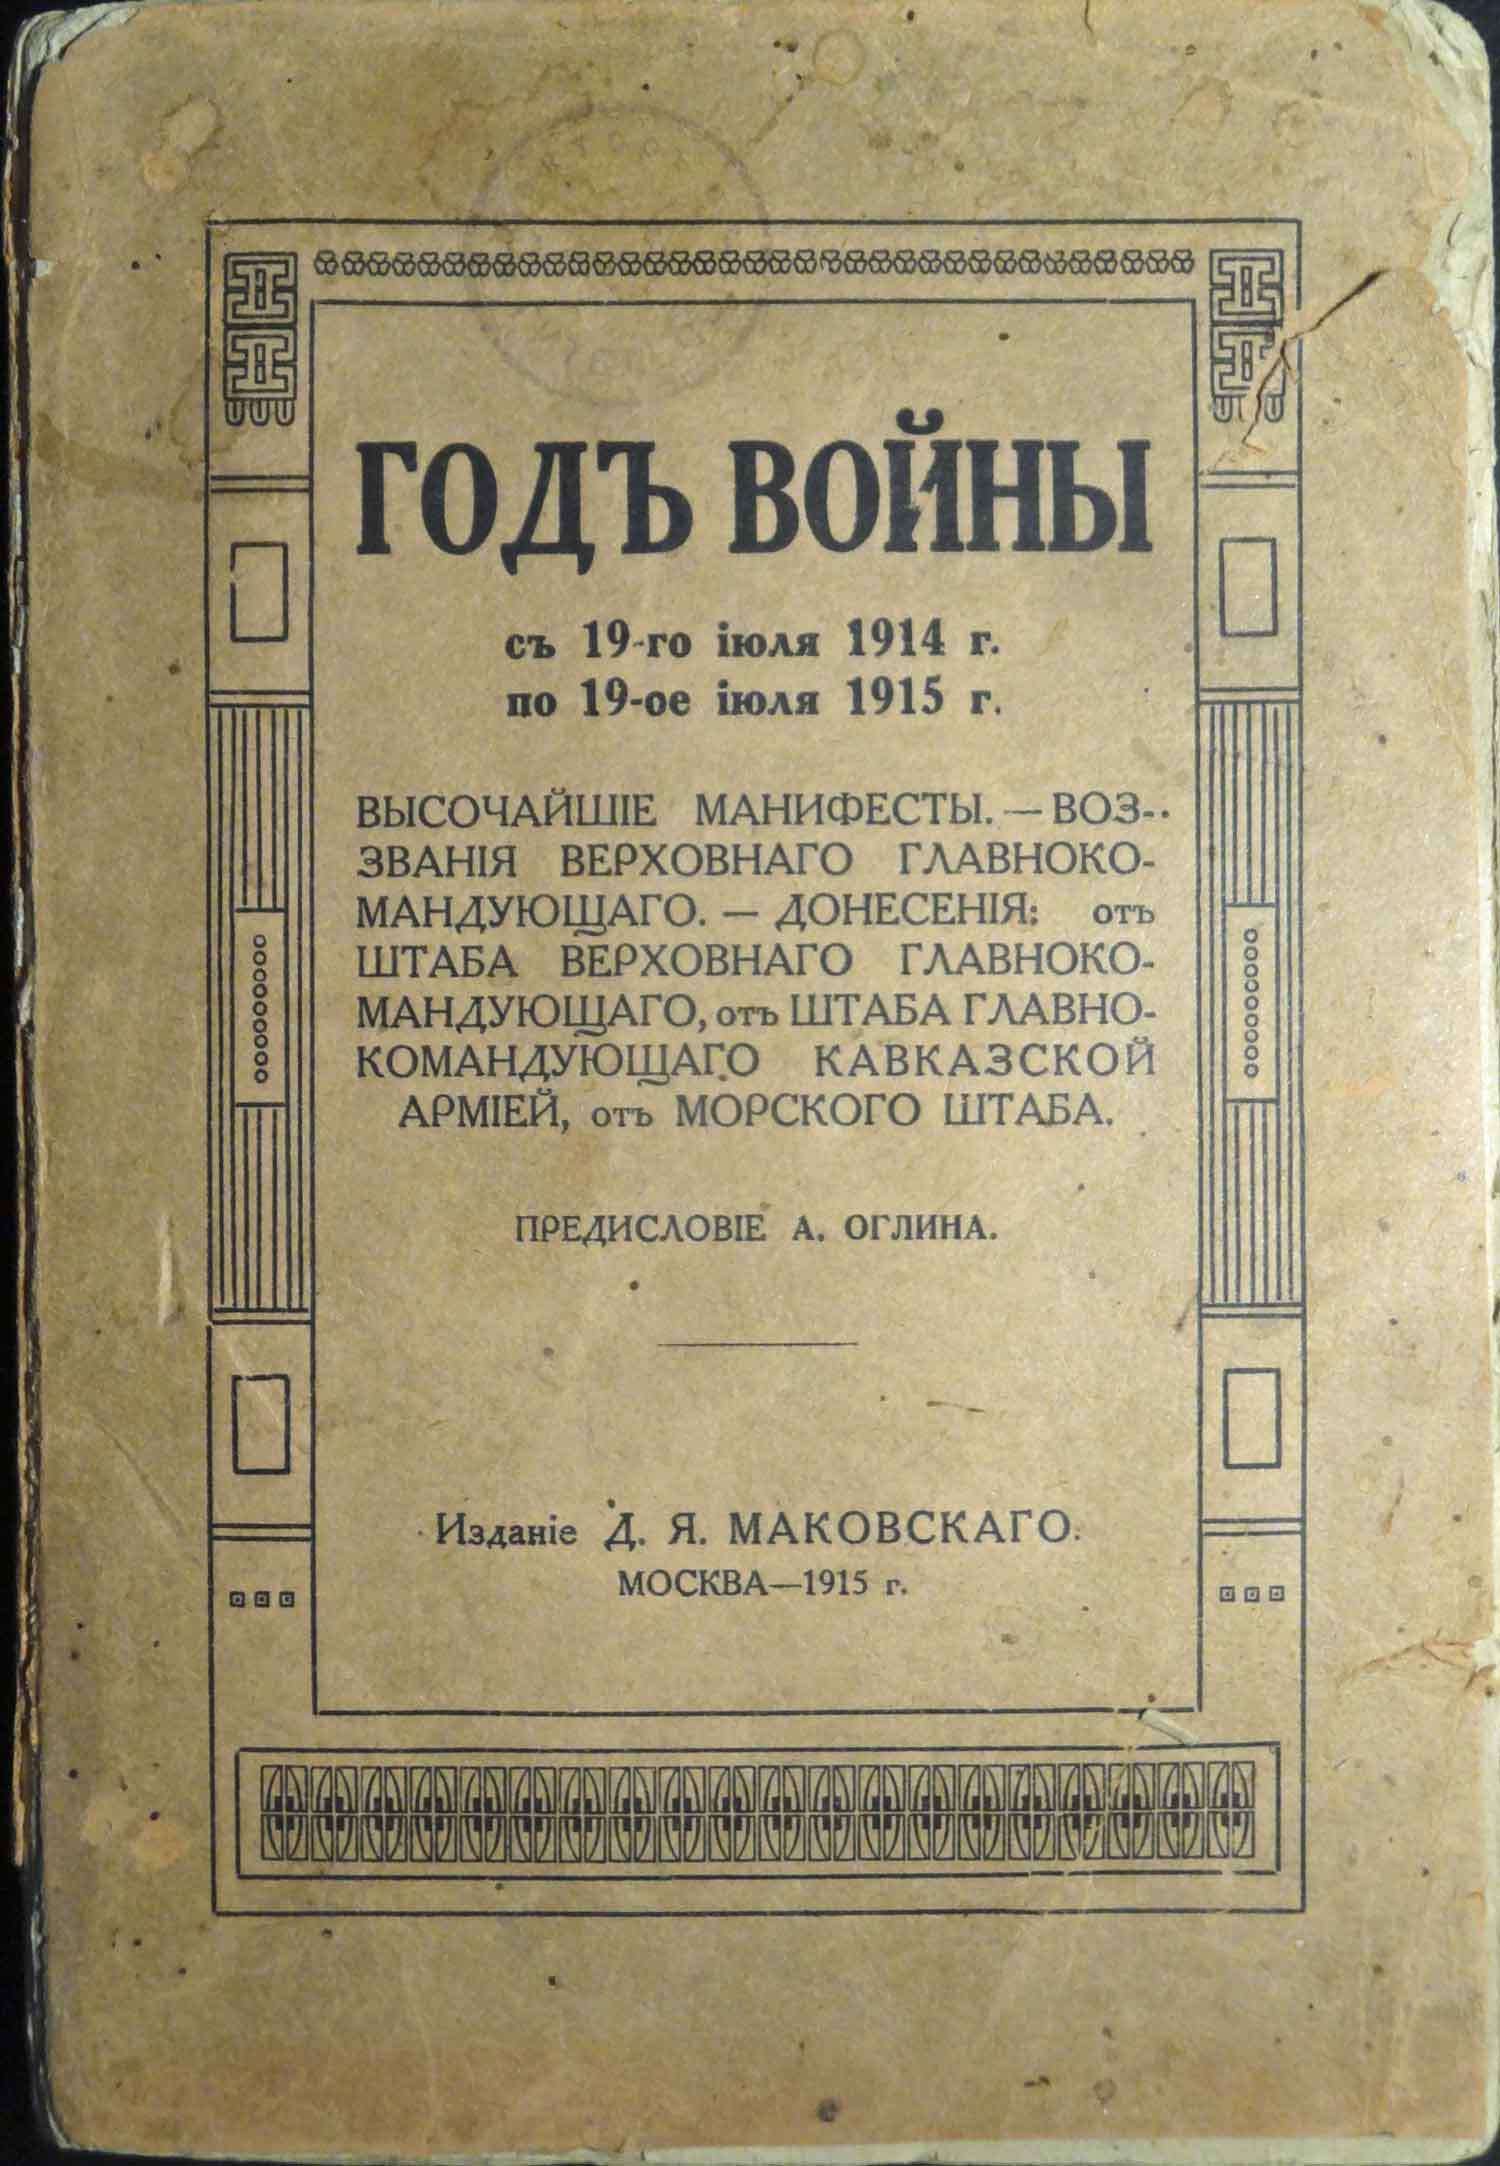 ГОДЪ ВОЙНЫ
съ 19-го іюля 1914 г.
по 19-ое іюля 1915 г.
ВЫСОЧАЙШІЕ МАНИФЕСТЫ. — ВОЗ-
ЗВАНІЯ ВЕРХОВНАГО ГЛАВНОКО-
МАНДУЮЩАГО. — ДОНЕСЕНІЯ: отъ
ШТАБА ВЕРХОВНАГО ГЛАВНОКО-
МАНДУЮЩАГО, отъ ШТАБА ГЛАВНО-
КОМАНДУЮЩАГО КАВКАЗСКОЙ
АРМІЕЙ, отъ МОРСКОГО ШТАБА.
ПРЕДИСЛОВІЕ А. ОГЛИНА.
Изданіе Д. Я. МАКОВСКАГО.
МОСКВА—1915 г.